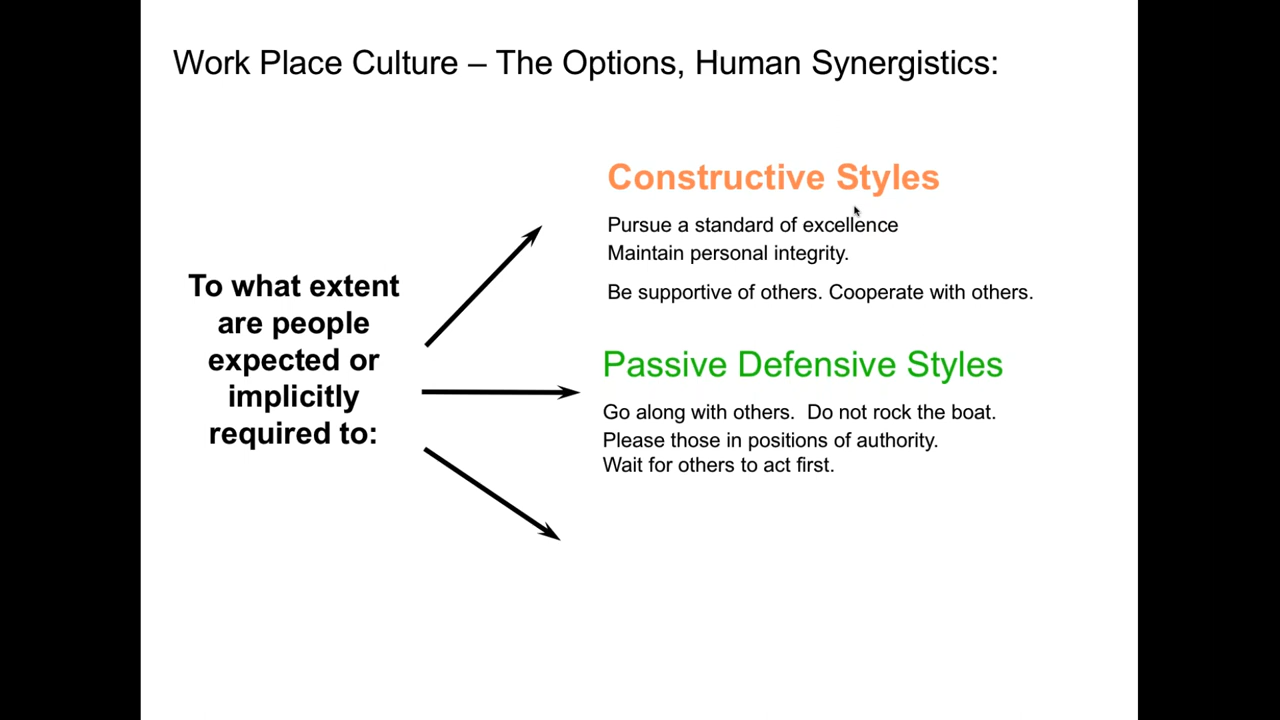 Work Place Culture – The Options, Human Synergistics:
To what extent
are people
expected or
implicitly
required to:
Constructive Styles
Pursue a standard of excellence
Maintain personal integrity.
Be supportive of others. Cooperate with others.
Passive Defensive Styles
Go along with others.  Do not rock the boat.
Please those in positions of authority.
Wait for others to act first.